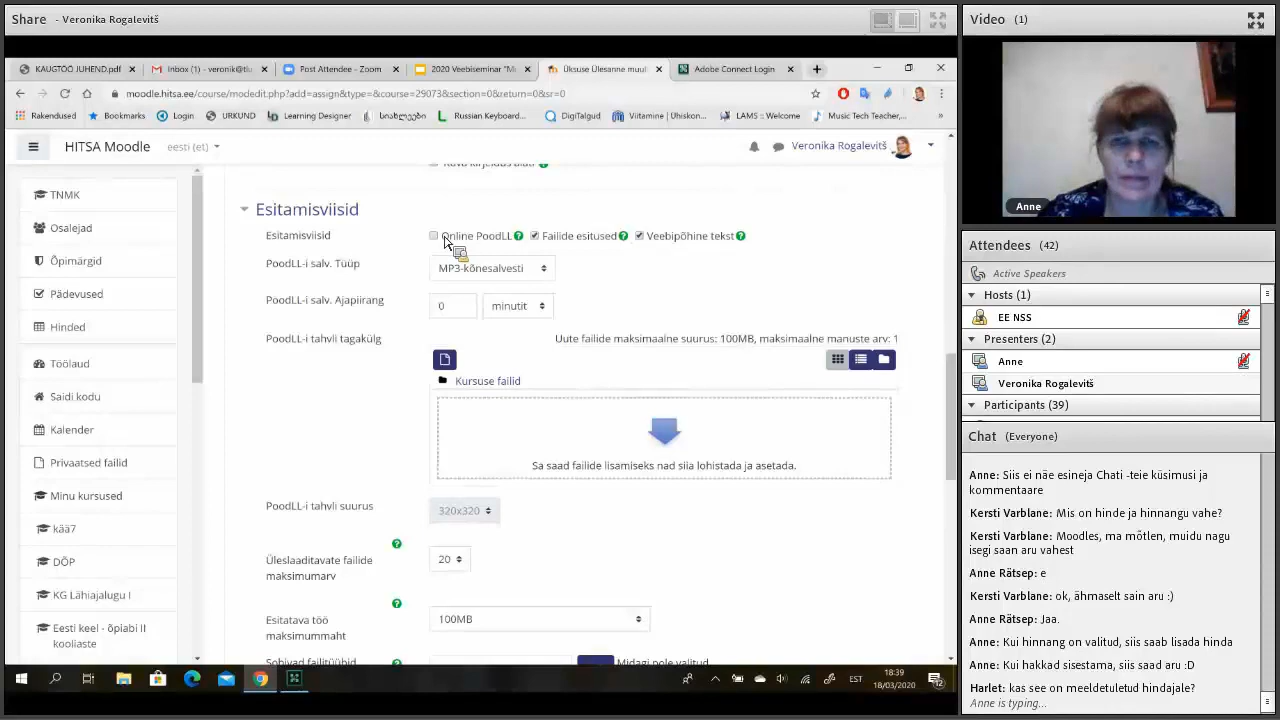 Share - Veronika Rogalevitš
KAUGTÖÖ JUHEND.pdf
Inbox (1) - veronik@tlu
Post Attendee - Zoom
2020 Veebiseminar "M
Üksuse Ülesanne muu
Adobe Connect Login
moodle.hitsa.ee/course/modedit.php?add=assign&type=&course=29073&section=0&return=0&sr=0
Rakendused
Bookmarks
Login
URKUND
Learning Designer
სიახლეები
Russian Keyboard...
DigiTalgud
Viitamine | Ühiskon...
LAMS :: Welcome
Music Tech Teacher,...
HITSA Moodle
eesti (et)
Veronika Rogalevitš
TNMK
Osalejad
Õpimärgid
Pädevused
Hinded
Töölaud
Saidi kodu
Kalender
Privaatsed failid
Minu kursused
kää7
DÕP
KG Lähiajalugu I
Eesti keel - õpiabi II
kooliaste
Esitamisviisid
Esitamisviisid
Online PoodLL
Failide esitused
Veebipõhine tekst
PoodLL-i salv. Tüüp
MP3-kõnesalvesti
PoodLL-i salv. Ajapiirang
0
minutit
PoodLL-i tahvli tagakülg
Uute failide maksimaalne suurus: 100MB, maksimaalne manuste arv: 1
Kursuse failid
Sa saad failide lisamiseks nad siia lohistada ja asetada.
PoodLL-i tahvli suurus
320x320
Üleslaaditavate failide
maksimumarv
20
Esitatava töö
maksimummaht
100MB
Sobivad failitüübid
Midagi pole valitud
EST
18:39
18/03/2020
12
Video (1)
Anne
Attendees (42)
Active Speakers
Hosts (1)
EE NSS
Presenters (2)
Anne
Veronika Rogalevitš
Participants (39)
Chat (Everyone)
Anne: Siis ei näe esineja Chati -teie küsimusi ja
kommentaare
Kersti Varblane: Mis on hinde ja hinnangu vahe?
Kersti Varblane: Moodles, ma mõtlen, muidu nagu
isegi saan aru vahest
Anne Rätsep: e
Kersti Varblane: ok, ähmaselt sain aru :)
Anne Rätsep: Jaa.
Anne: Kui hinnang on valitud, siis saab lisada hinda
Anne: Kui hakkad sisestama, siis saad aru :D
Harlet: kas see on meeldetuletud hindajale?
Anne is typing...